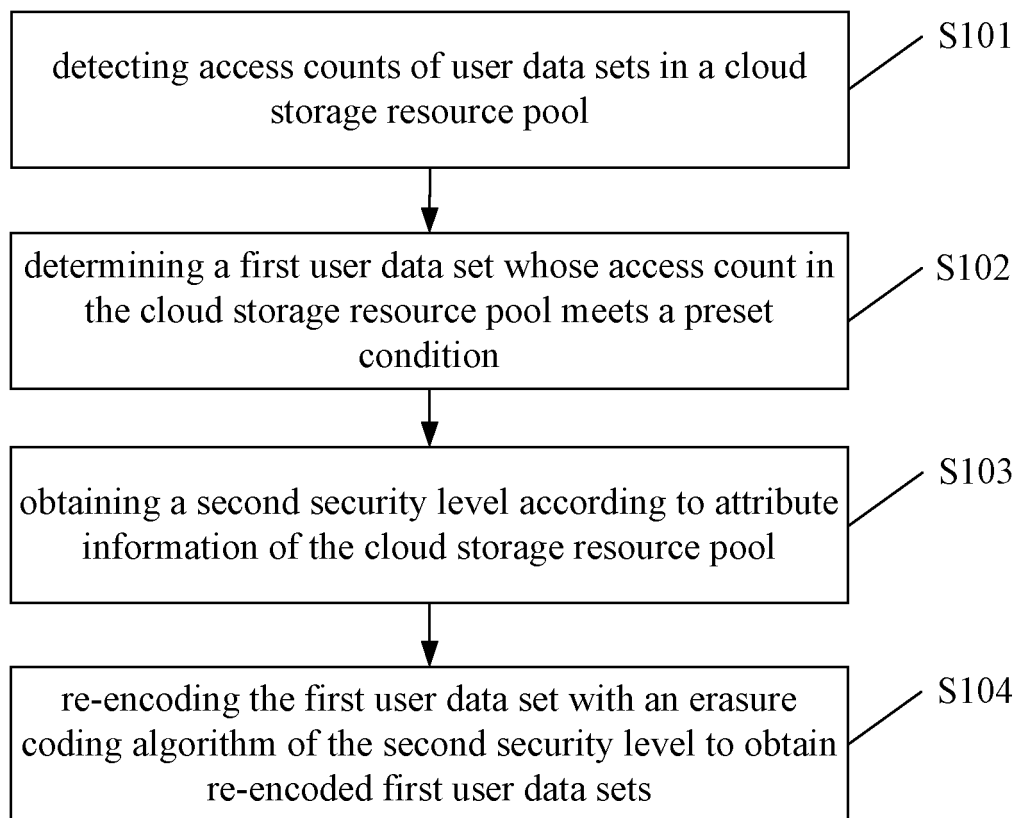 detecting access counts of user data sets in a cloud
storage resource pool
S101
determining a first user data set whose access count in
the cloud storage resource pool meets a preset
condition
S102
obtaining a second security level according to attribute
information of the cloud storage resource pool
S103
re-encoding the first user data set with an erasure
coding algorithm of the second security level to obtain
re-encoded first user data sets
S104